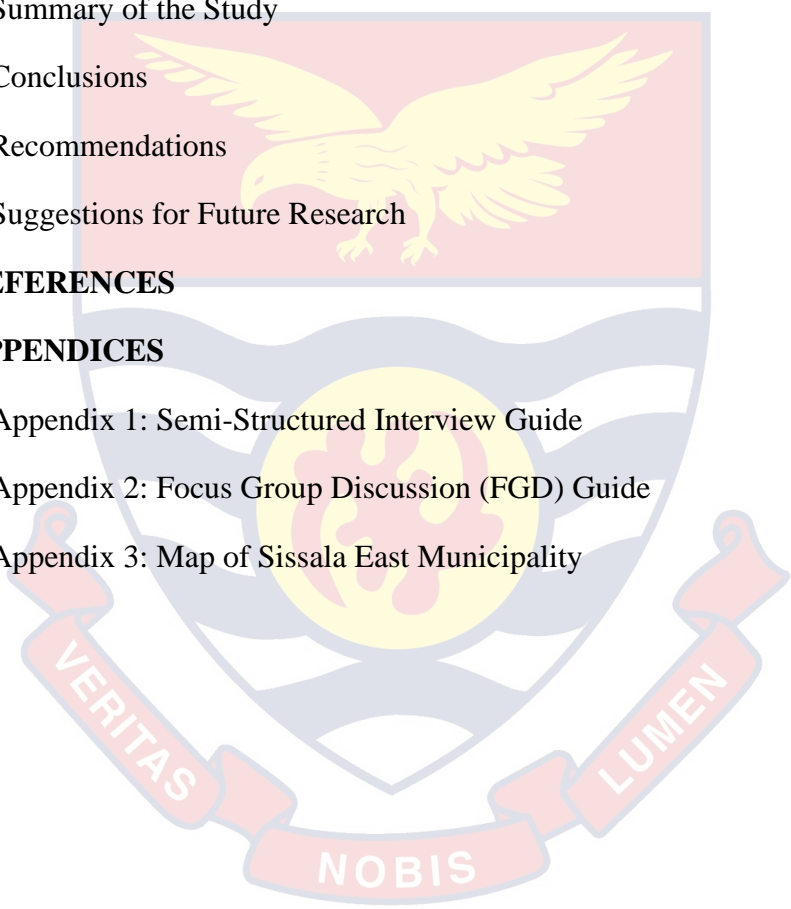 Summary of the Study
Conclusions
Recommendations
Suggestions for Future Research
EFERENCES
PPENDICES
Appendix 1: Semi-Structured Interview Guide
Appendix 2: Focus Group Discussion (FGD) Guide
Appendix 3: Map of Sissala East Municipality
VERITAS
NOBIS
LUMEN